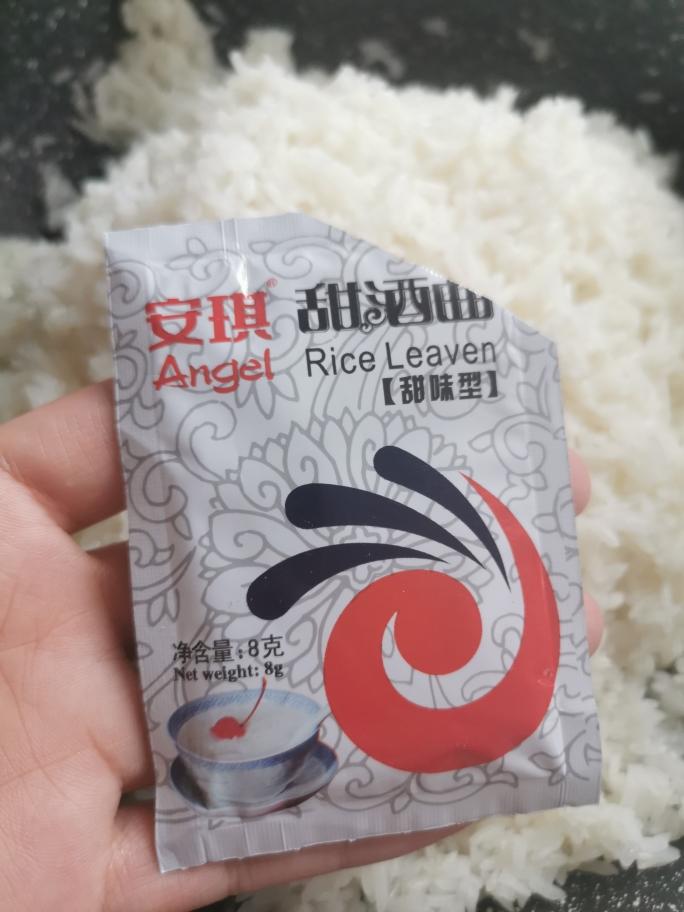 安琪®
Angel
甜酒曲
Rice Leaven
【甜味型】
净含量:8克
Net weight: 8g